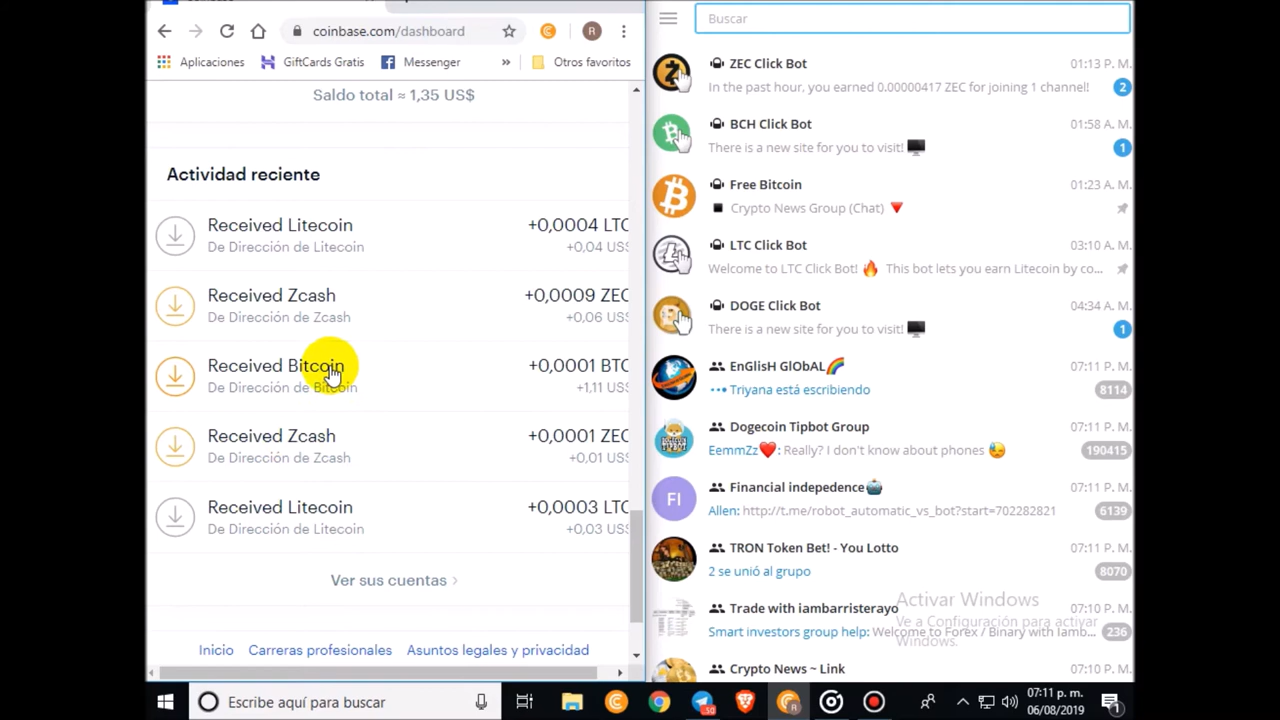 coinbase.com/dashboard
R
Aplicaciones
GiftCards Gratis
Messenger
»
Otros favoritos
Saldo total ≈ 1,35 US$
Actividad reciente
Received Litecoin
+0,0004 LTC
De Dirección de Litecoin
+0,04 US$
Received Zcash
+0,0009 ZEC
De Dirección de Zcash
+0,06 US$
Received Bitcoin
+0,0001 BTC
De Dirección de Bitcoin
+1,11 US$
Received Zcash
+0,0001 ZEC
De Dirección de Zcash
+0,01 US$
Received Litecoin
+0,0003 LTC
De Dirección de Litecoin
+0,03 US$
Ver sus cuentas >
Inicio
Carreras profesionales
Asuntos legales y privacidad
Buscar
ZEC Click Bot
01:13 P. M.
In the past hour, you earned 0.00000417 ZEC for joining 1 channel!
2
BCH Click Bot
01:58 A. M.
There is a new site for you to visit!
1
Free Bitcoin
01:23 A. M.
Crypto News Group (Chat)
LTC Click Bot
03:10 A. M.
Welcome to LTC Click Bot! This bot lets you earn Litecoin by co...
DOGE Click Bot
04:34 A. M.
There is a new site for you to visit!
1
EnGlisH GlObAL
07:11 P. M.
Triyana está escribiendo
8114
Dogecoin Tipbot Group
07:11 P. M.
EemmZz: Really? I don't know about phones
190415
FI
Financial indepedence
07:11 P. M.
Allen: http://t.me/robot_automatic_vs_bot?start=702282821
6139
TRON Token Bet! - You Lotto
07:11 P. M.
2 se unió al grupo
8070
Trade with iambarristerayo
07:10 P. M.
Smart investors group help: Welcome to Forex / Binary with Iamb...
236
Crypto News ~ Link
07:10 P. M.
Activar Windows
Ve a Configuración para activar
Windows.
Escribe aquí para buscar
30
R
07:11 p. m.
06/08/2019
1